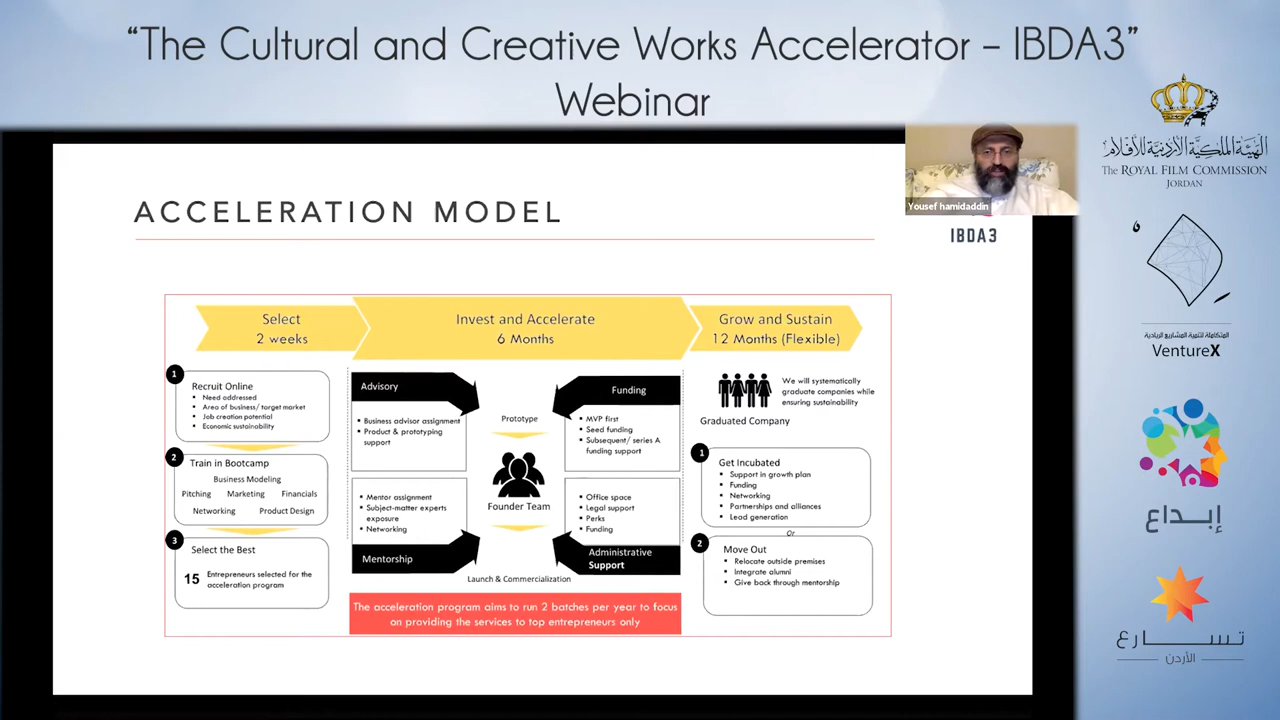 “The Cultural and Creative Works Accelerator – IBDA3”
Webinar
Yousef hamidaddin
ACCELERATION MODEL
IBDA3
Select
2 weeks
Invest and Accelerate
6 Months
Grow and Sustain
12 Months (Flexible)
1
Recruit Online
▪ Need addressed
▪ Area of business/ target market
▪ Job creation potential
▪ Economic sustainability
2
Train in Bootcamp
Business Modeling
Pitching Marketing Financials
Networking Product Design
3
Select the Best
15 Entrepreneurs selected for the
acceleration program
Advisory
▪ Business advisor assignment
▪ Product & prototyping
support
▪ Mentor assignment
▪ Subject-matter experts
exposure
▪ Networking
Mentorship
Prototype
Founder Team
Launch & Commercialization
Funding
▪ MVP first
▪ Seed funding
▪ Subsequent/ series A
funding support
▪ Office space
▪ Legal support
▪ Perks
▪ Funding
Administrative
Support
The acceleration program aims to run 2 batches per year to focus
on providing the services to top entrepreneurs only
We will systematically
graduate companies while
ensuring sustainability
Graduated Company
1
Get Incubated
▪ Support in growth plan
▪ Funding
▪ Networking
▪ Partnerships and alliances
▪ Lead generation
Or
2
Move Out
▪ Relocate outside premises
▪ Integrate alumni
▪ Give back through mentorship
الهيئة الملكية الأردنية للأفلام
The ROYAL FILM COMMISSION
JORDAN
المتكاملة لتنمية المشاريع الريادية
VentureX
إبداع
تسارع
الأردن